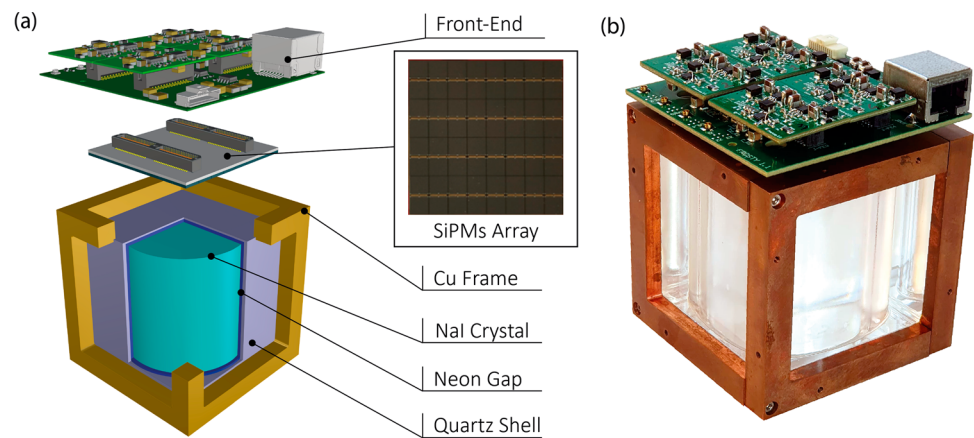 (a)
Front-End
SiPMs Array
Cu Frame
NaI Crystal
Neon Gap
Quartz Shell
(b)